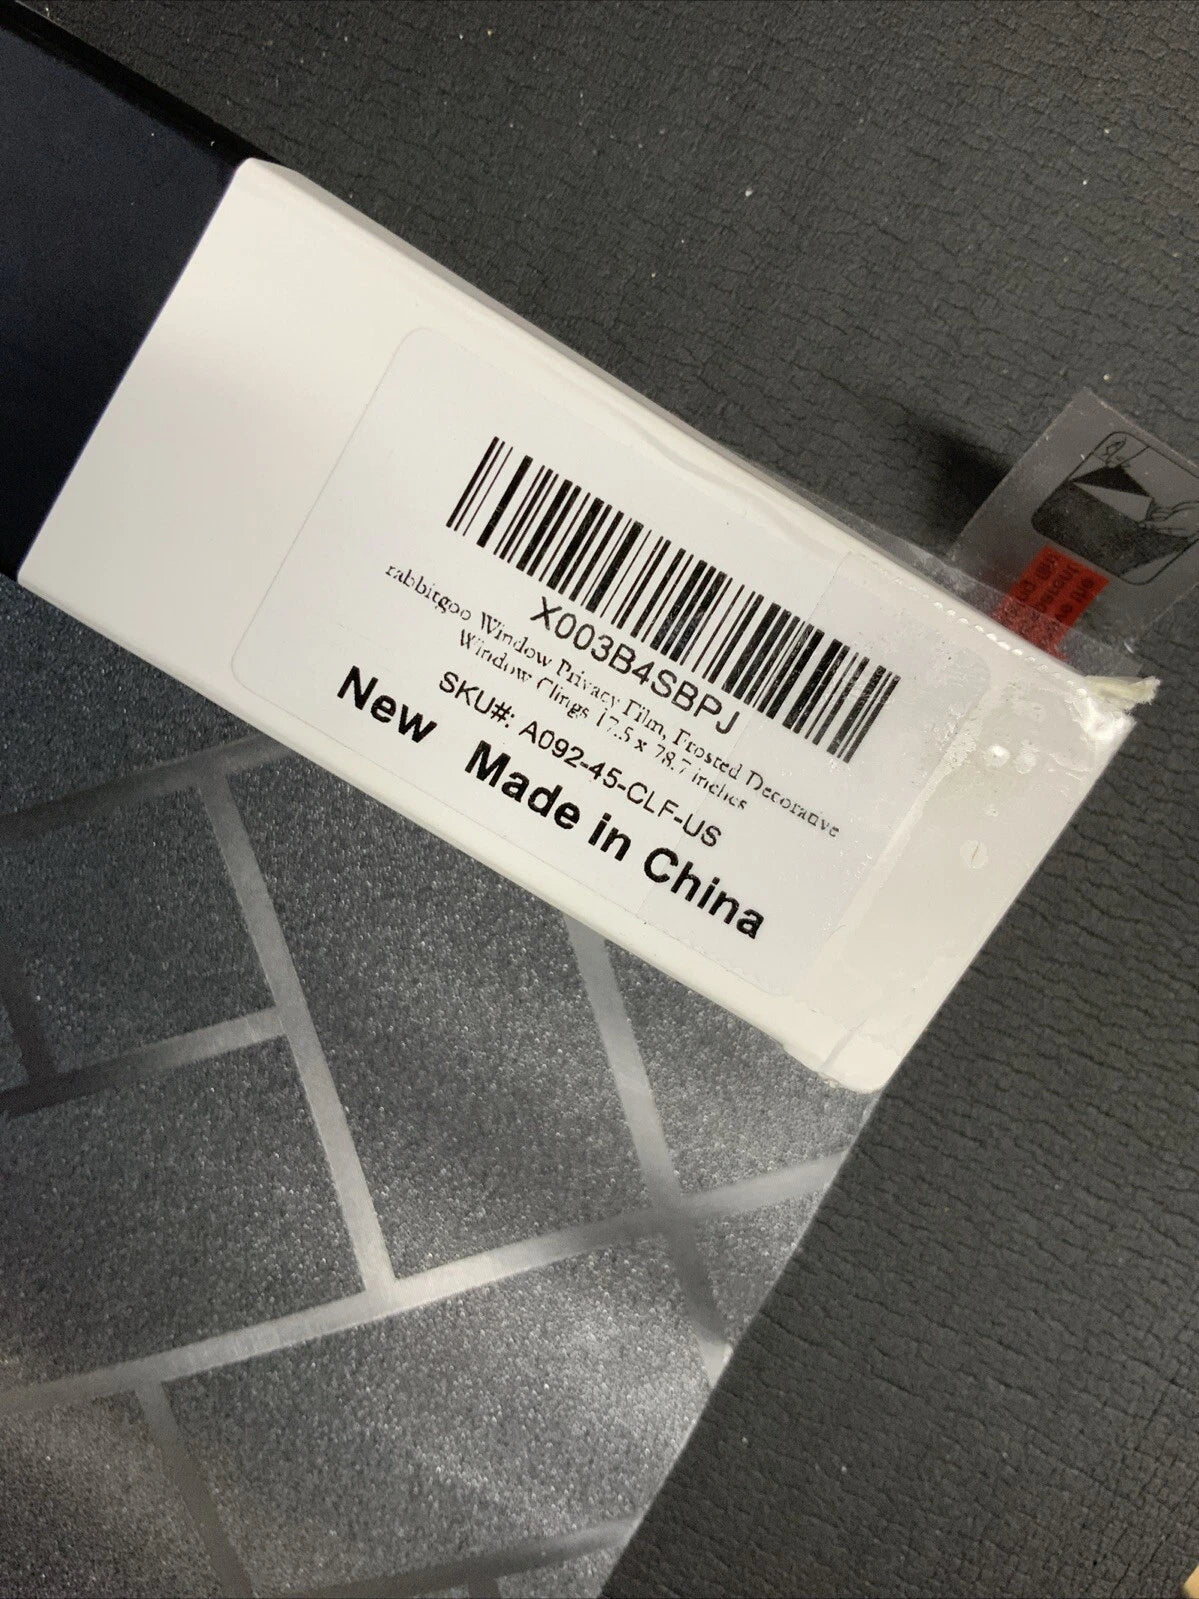 X003B4SBPJ
rabbitgoo Window Privacy Film, Frosted Decorative
Window Clings 17.5 x 78.7 inches
SKU#: A092-45-CLF-US
New Made in China